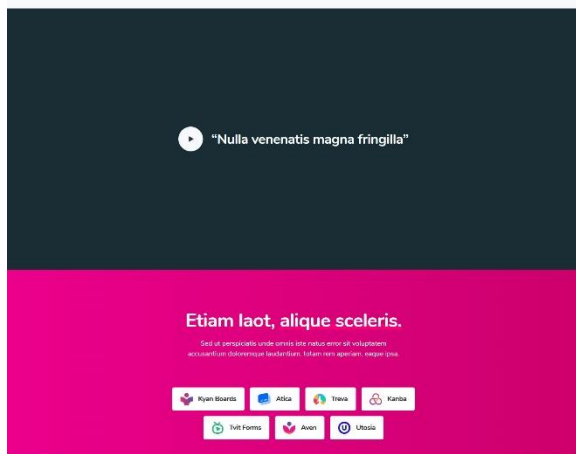 “Nulla venenatis magna fringilla”
Etiam laot, alique sceleris.
Sed ut perspiciatis unde omnis iste natus error sit voluptatem
accusantium doloremque laudantium, totam rem aperiam, eaque ipsa.
Kyan Boards Atica Treva Kanba
Tvit Forms Aven Utosia